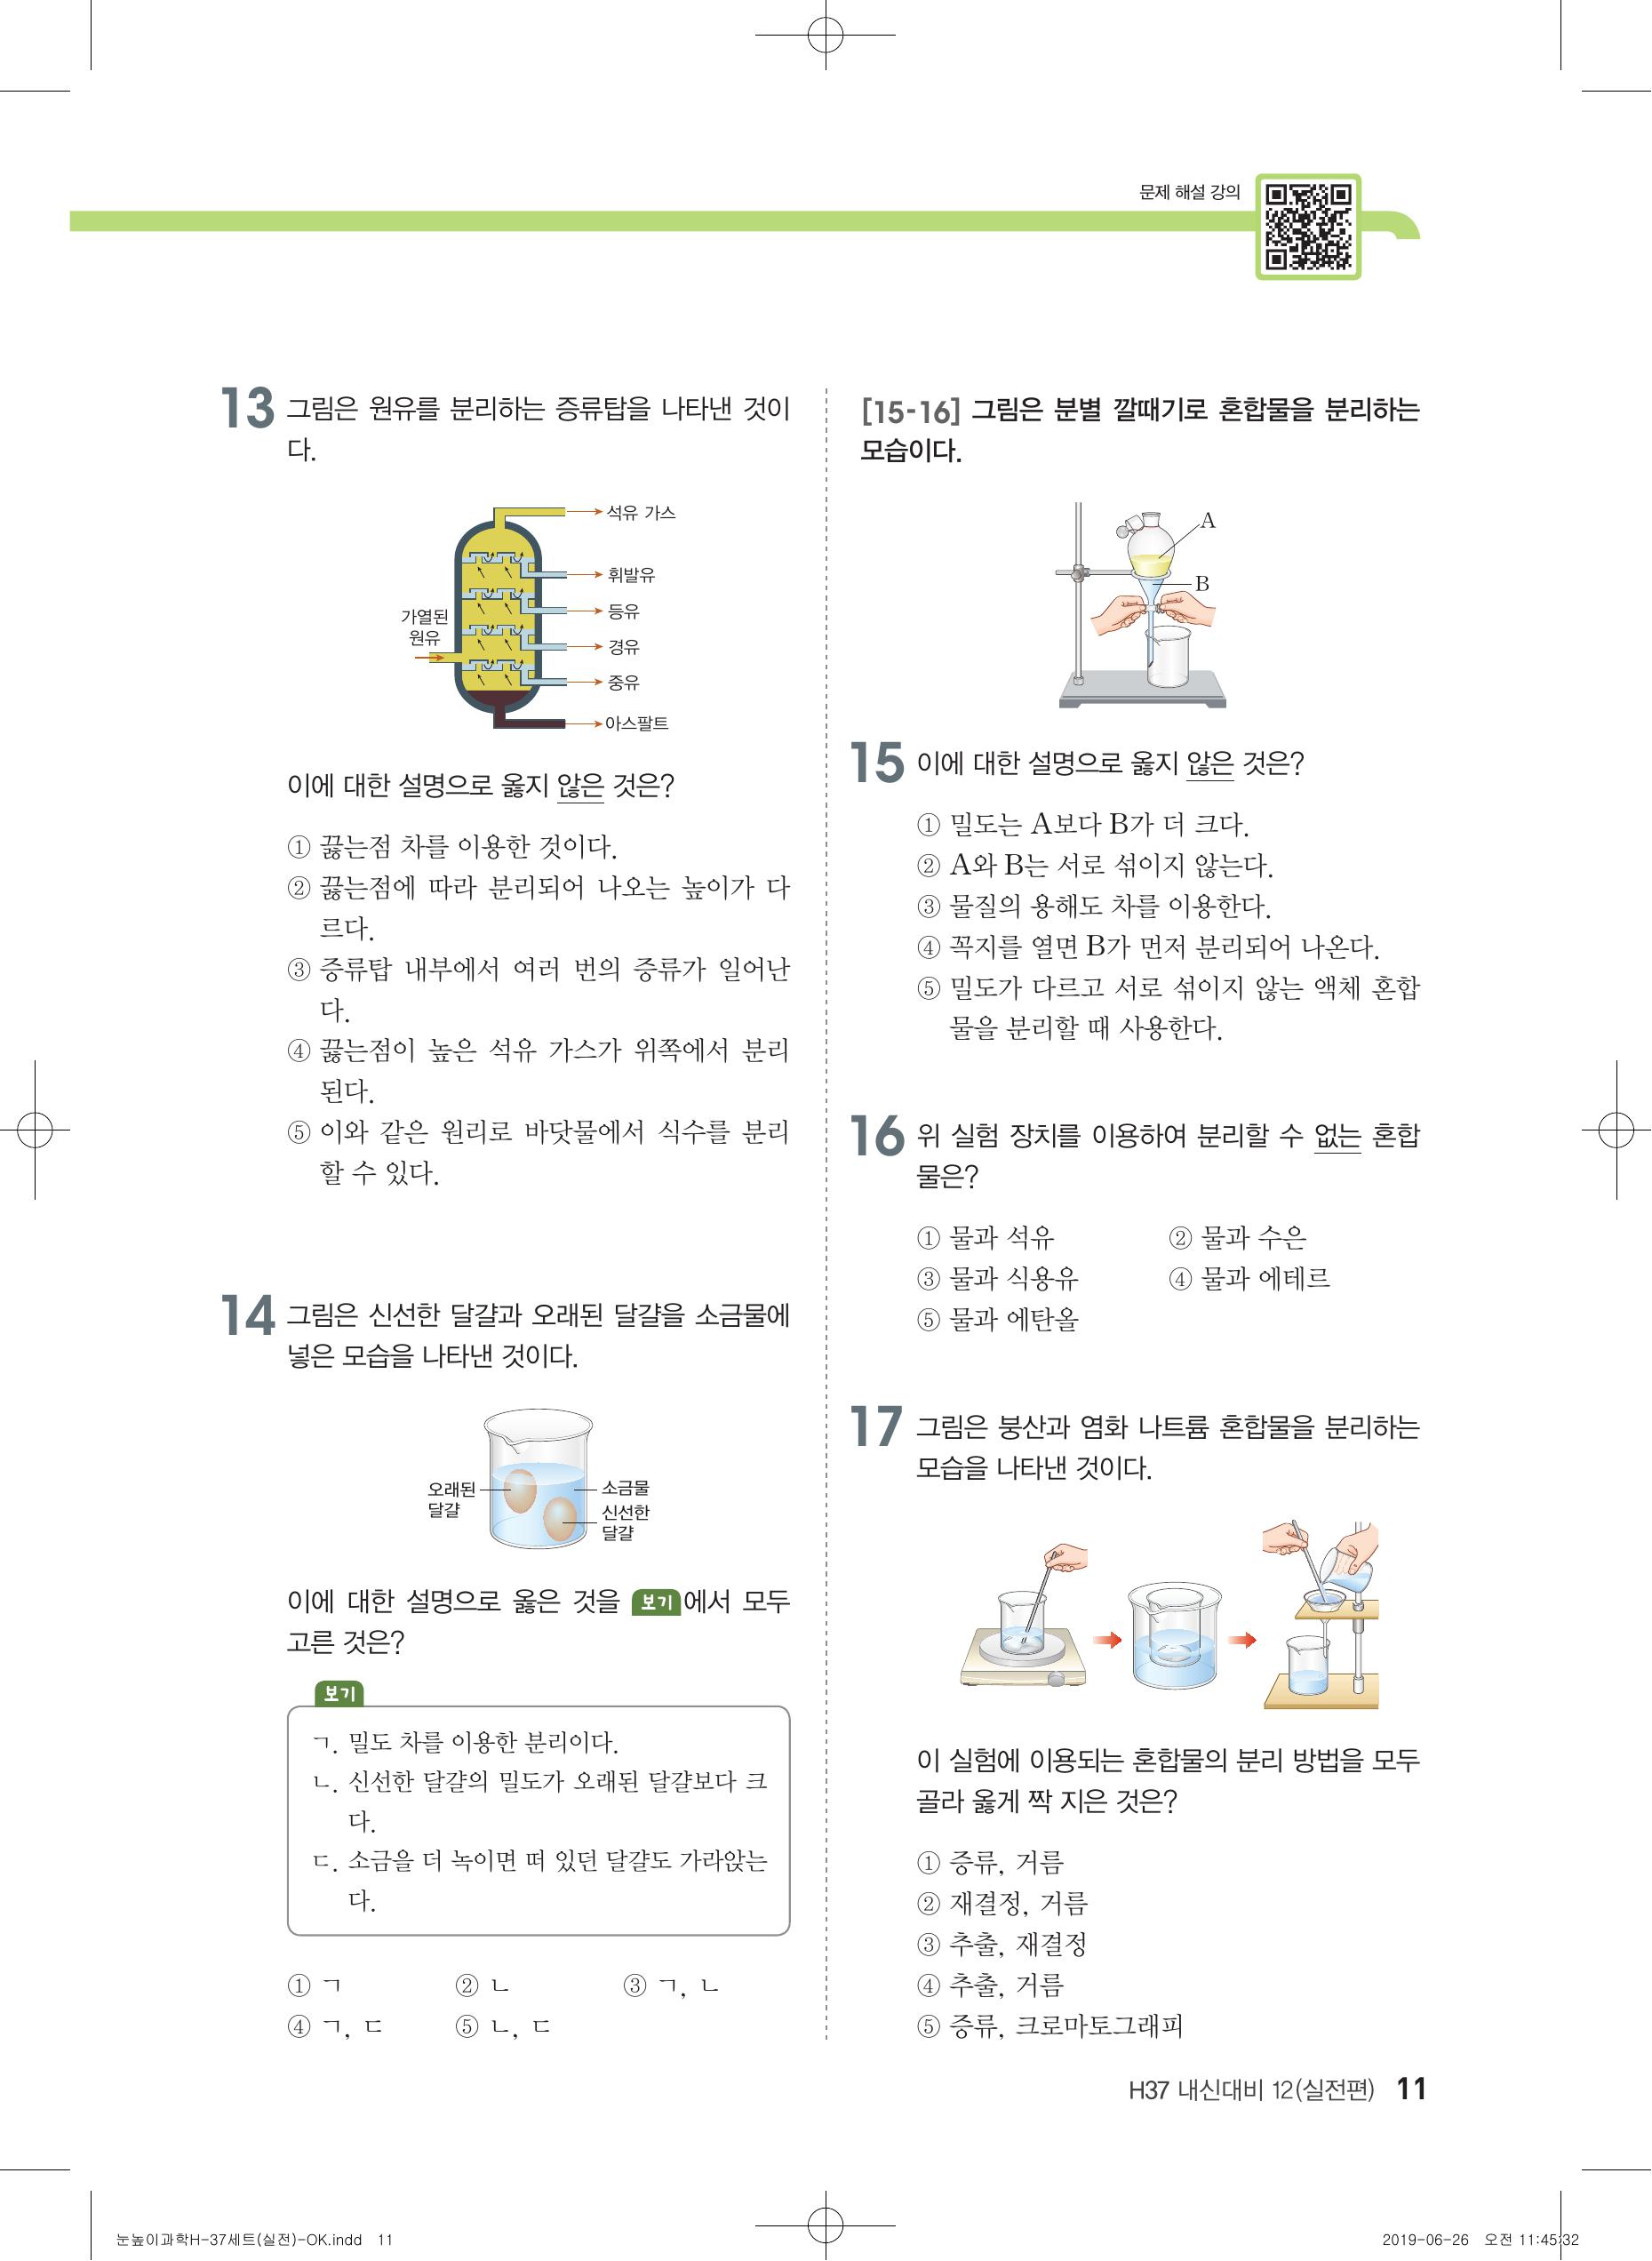 문제 해설 강의
13 그림은 원유를 분리하는 증류탑을 나타낸 것이
다.
석유 가스
휘발유
등유
경유
중유
아스팔트
가열된
원유
이에 대한 설명으로 옳지 않은 것은?
① 끓는점 차를 이용한 것이다.
② 끓는점에 따라 분리되어 나오는 높이가 다
르다.
③ 증류탑 내부에서 여러 번의 증류가 일어난
다.
④ 끓는점이 높은 석유 가스가 위쪽에서 분리
된다.
⑤ 이와 같은 원리로 바닷물에서 식수를 분리
할 수 있다.
14 그림은 신선한 달걀과 오래된 달걀을 소금물에
넣은 모습을 나타낸 것이다.
오래된
달걀
소금물
신선한
달걀
이에 대한 설명으로 옳은 것을 보기에서 모두
고른 것은?
보기
ㄱ. 밀도 차를 이용한 분리이다.
ㄴ. 신선한 달걀의 밀도가 오래된 달걀보다 크
다.
ㄷ. 소금을 더 녹이면 떠 있던 달걀도 가라앉는
다.
① ㄱ ② ㄴ ③ ㄱ, ㄴ
④ ㄱ, ㄷ ⑤ ㄴ, ㄷ
[15-16] 그림은 분별 깔때기로 혼합물을 분리하는
모습이다.
A
B
15 이에 대한 설명으로 옳지 않은 것은?
① 밀도는 A보다 B가 더 크다.
② A와 B는 서로 섞이지 않는다.
③ 물질의 용해도 차를 이용한다.
④ 꼭지를 열면 B가 먼저 분리되어 나온다.
⑤ 밀도가 다르고 서로 섞이지 않는 액체 혼합
물을 분리할 때 사용한다.
16 위 실험 장치를 이용하여 분리할 수 없는 혼합
물은?
① 물과 석유 ② 물과 수은
③ 물과 식용유 ④ 물과 에테르
⑤ 물과 에탄올
17 그림은 붕산과 염화 나트륨 혼합물을 분리하는
모습을 나타낸 것이다.
이 실험에 이용되는 혼합물의 분리 방법을 모두
골라 옳게 짝 지은 것은?
① 증류, 거름
② 재결정, 거름
③ 추출, 재결정
④ 추출, 거름
⑤ 증류, 크로마토그래피
H37 내신대비 12(실전편) 11
눈높이과학H-37세트(실전)-OK.indd 11
2019-06-26 오전 11:45:32